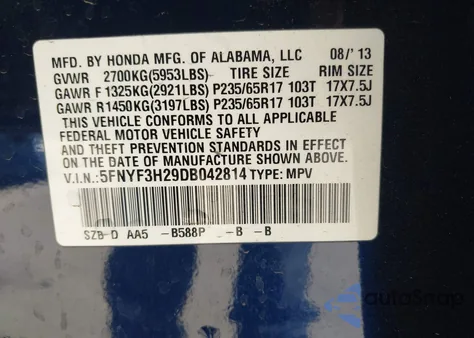 MFD. BY HONDA MFG. OF ALABAMA, LLC 08/'13
GVWR 2700KG(5953LBS) TIRE SIZE RIM SIZE
GAWR F 1325KG(2921LBS) P235/65R17 103T 17X7.5J
GAWR R 1450KG(3197LBS) P235/65R17 103T 17X7.5J
THIS VEHICLE CONFORMS TO ALL APPLICABLE
FEDERAL MOTOR VEHICLE SAFETY
AND THEFT PREVENTION STANDARDS IN EFFECT
ON THE DATE OF MANUFACTURE SHOWN ABOVE.
V.I.N.:5FNYF3H29DB042814 TYPE: MPV
SZB-D AA5 -B588P -B -B
autoSnap